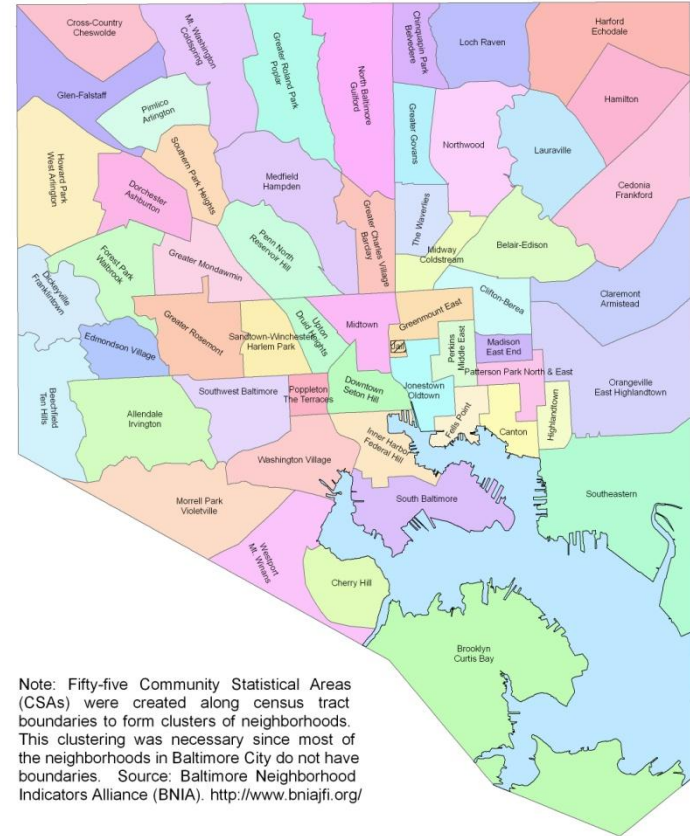 Cross-Country
Cheswolde
Mt. Washington
Coldspring
Greater Roland Park
Poplar
North Baltimore
Guilford
Chinquapin Park
Belvedere
Loch Raven
Harford
Echodale
Glen-Falstaff
Pimlico
Arlington
Greater Govans
Northwood
Lauraville
Hamilton
Howard Park
West Arlington
Dorchester
Ashburton
Southern Park Heights
Medfield
Hampden
Greater Charles Village
Barclay
The Waverlies
Cedonia
Frankford
Forest Park
Walbrook
Greater Mondawmin
Penn North
Reservoir Hill
Midway
Coldstream
Belair-Edison
Dickeyville
Franklintown
Clifton-Berea
Claremont
Armistead
Edmondson Village
Greater Rosemont
Sandtown-Winchester
Harlem Park
Upton
Druid Heights
Midtown
Greenmount East
Jail
Perkins
Middle East
Madison
East End
Patterson Park North & East
Orangeville
East Highlandtown
Beechfield
Ten Hills
Allendale
Irvington
Southwest Baltimore
Poppleton
The Terraces
Downtown
Seton Hill
Jonestown
Oldtown
Fells Point
Canton
Highlandtown
Washington Village
Inner Harbor
Federal Hill
South Baltimore
Southeastern
Morrell Park
Violetville
Westport
Mt. Winans
Cherry Hill
Brooklyn
Curtis Bay
Note: Fifty-five Community Statistical Areas
(CSAs) were created along census tract
boundaries to form clusters of neighborhoods.
This clustering was necessary since most of
the neighborhoods in Baltimore City do not have
boundaries. Source: Baltimore Neighborhood
Indicators Alliance (BNIA). http://www.bniajfi.org/